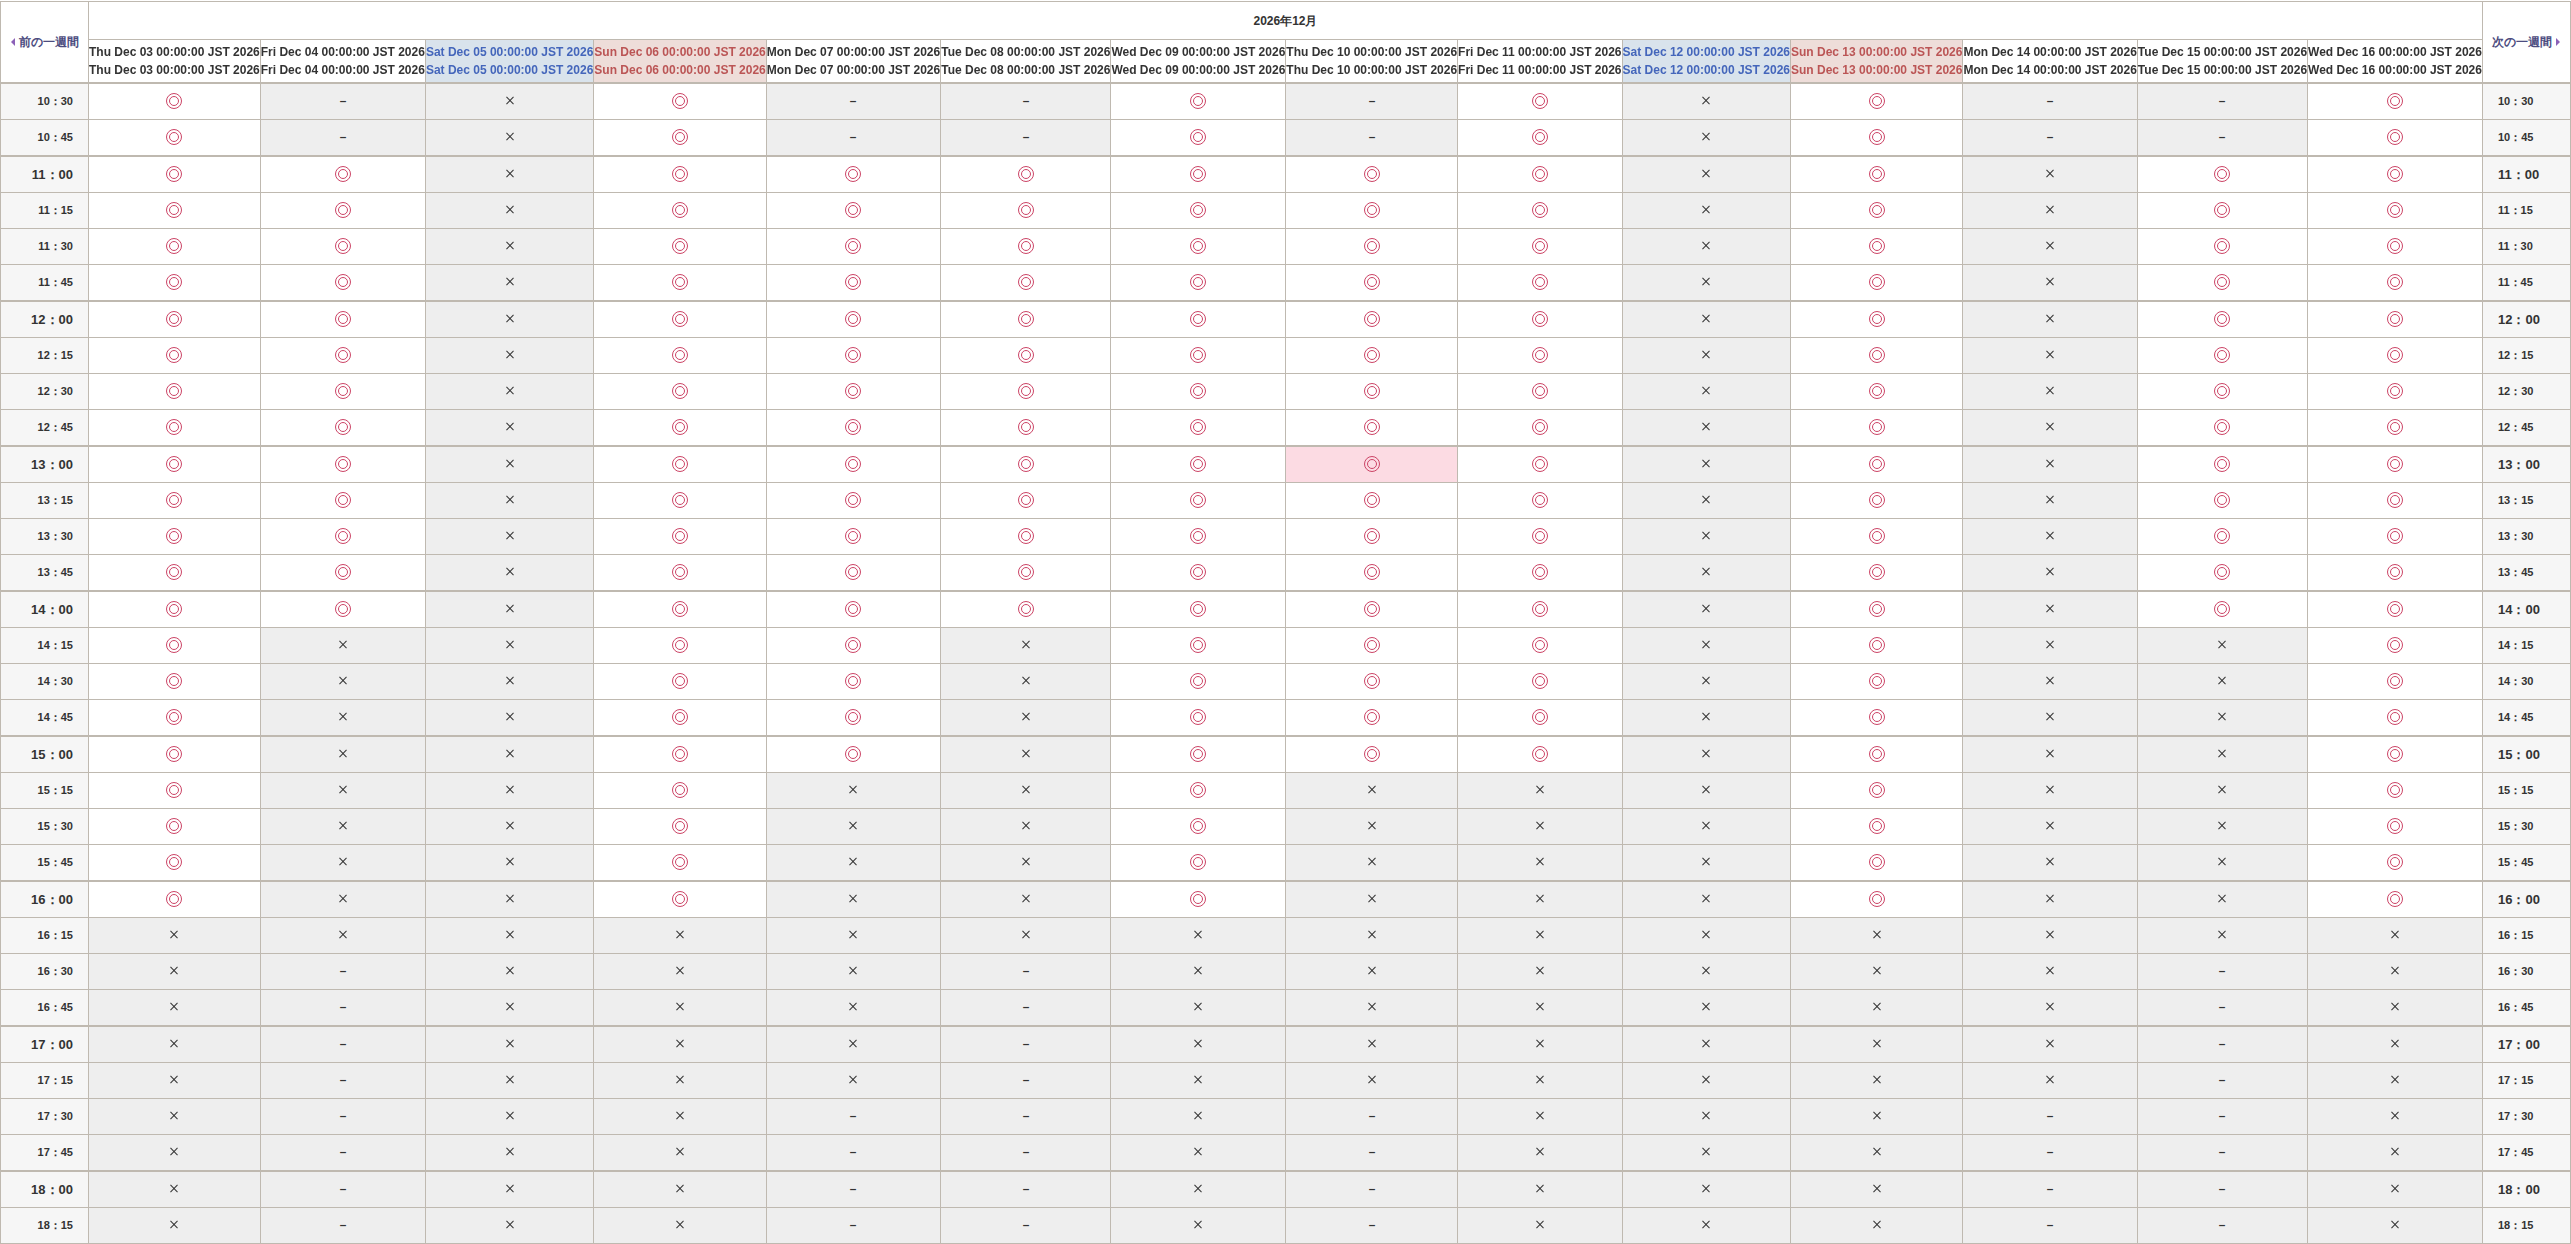 2026年12月
前の一週間
次の一週間
Thu Dec 03 00:00:00 JST 2026 Fri Dec 04 00:00:00 JST 2026 Sat Dec 05 00:00:00 JST 2026 Sun Dec 06 00:00:00 JST 2026 Mon Dec 07 00:00:00 JST 2026 Tue Dec 08 00:00:00 JST 2026 Wed Dec 09 00:00:00 JST 2026 Thu Dec 10 00:00:00 JST 2026 Fri Dec 11 00:00:00 JST 2026 Sat Dec 12 00:00:00 JST 2026 Sun Dec 13 00:00:00 JST 2026 Mon Dec 14 00:00:00 JST 2026 Tue Dec 15 00:00:00 JST 2026 Wed Dec 16 00:00:00 JST 2026
Thu Dec 03 00:00:00 JST 2026 Fri Dec 04 00:00:00 JST 2026 Sat Dec 05 00:00:00 JST 2026 Sun Dec 06 00:00:00 JST 2026 Mon Dec 07 00:00:00 JST 2026 Tue Dec 08 00:00:00 JST 2026 Wed Dec 09 00:00:00 JST 2026 Thu Dec 10 00:00:00 JST 2026 Fri Dec 11 00:00:00 JST 2026 Sat Dec 12 00:00:00 JST 2026 Sun Dec 13 00:00:00 JST 2026 Mon Dec 14 00:00:00 JST 2026 Tue Dec 15 00:00:00 JST 2026 Wed Dec 16 00:00:00 JST 2026
10：30 ◎ – × ◎ – – ◎ – ◎ × ◎ – – ◎ 10：30
10：45 ◎ – × ◎ – – ◎ – ◎ × ◎ – – ◎ 10：45
11：00 ◎ ◎ × ◎ ◎ ◎ ◎ ◎ ◎ × ◎ × ◎ ◎ 11：00
11：15 ◎ ◎ × ◎ ◎ ◎ ◎ ◎ ◎ × ◎ × ◎ ◎ 11：15
11：30 ◎ ◎ × ◎ ◎ ◎ ◎ ◎ ◎ × ◎ × ◎ ◎ 11：30
11：45 ◎ ◎ × ◎ ◎ ◎ ◎ ◎ ◎ × ◎ × ◎ ◎ 11：45
12：00 ◎ ◎ × ◎ ◎ ◎ ◎ ◎ ◎ × ◎ × ◎ ◎ 12：00
12：15 ◎ ◎ × ◎ ◎ ◎ ◎ ◎ ◎ × ◎ × ◎ ◎ 12：15
12：30 ◎ ◎ × ◎ ◎ ◎ ◎ ◎ ◎ × ◎ × ◎ ◎ 12：30
12：45 ◎ ◎ × ◎ ◎ ◎ ◎ ◎ ◎ × ◎ × ◎ ◎ 12：45
13：00 ◎ ◎ × ◎ ◎ ◎ ◎ ◎ ◎ × ◎ × ◎ ◎ 13：00
13：15 ◎ ◎ × ◎ ◎ ◎ ◎ ◎ ◎ × ◎ × ◎ ◎ 13：15
13：30 ◎ ◎ × ◎ ◎ ◎ ◎ ◎ ◎ × ◎ × ◎ ◎ 13：30
13：45 ◎ ◎ × ◎ ◎ ◎ ◎ ◎ ◎ × ◎ × ◎ ◎ 13：45
14：00 ◎ ◎ × ◎ ◎ ◎ ◎ ◎ ◎ × ◎ × ◎ ◎ 14：00
14：15 ◎ × × ◎ ◎ × ◎ ◎ ◎ × ◎ × × ◎ 14：15
14：30 ◎ × × ◎ ◎ × ◎ ◎ ◎ × ◎ × × ◎ 14：30
14：45 ◎ × × ◎ ◎ × ◎ ◎ ◎ × ◎ × × ◎ 14：45
15：00 ◎ × × ◎ ◎ × ◎ ◎ ◎ × ◎ × × ◎ 15：00
15：15 ◎ × × ◎ × × ◎ × × × ◎ × × ◎ 15：15
15：30 ◎ × × ◎ × × ◎ × × × ◎ × × ◎ 15：30
15：45 ◎ × × ◎ × × ◎ × × × ◎ × × ◎ 15：45
16：00 ◎ × × ◎ × × ◎ × × × ◎ × × ◎ 16：00
16：15 × × × × × × × × × × × × × × 16：15
16：30 × – × × × – × × × × × × – × 16：30
16：45 × – × × × – × × × × × × – × 16：45
17：00 × – × × × – × × × × × × – × 17：00
17：15 × – × × × – × × × × × × – × 17：15
17：30 × – × × – – × – × × × – – × 17：30
17：45 × – × × – – × – × × × – – × 17：45
18：00 × – × × – – × – × × × – – × 18：00
18：15 × – × × – – × – × × × – – × 18：15